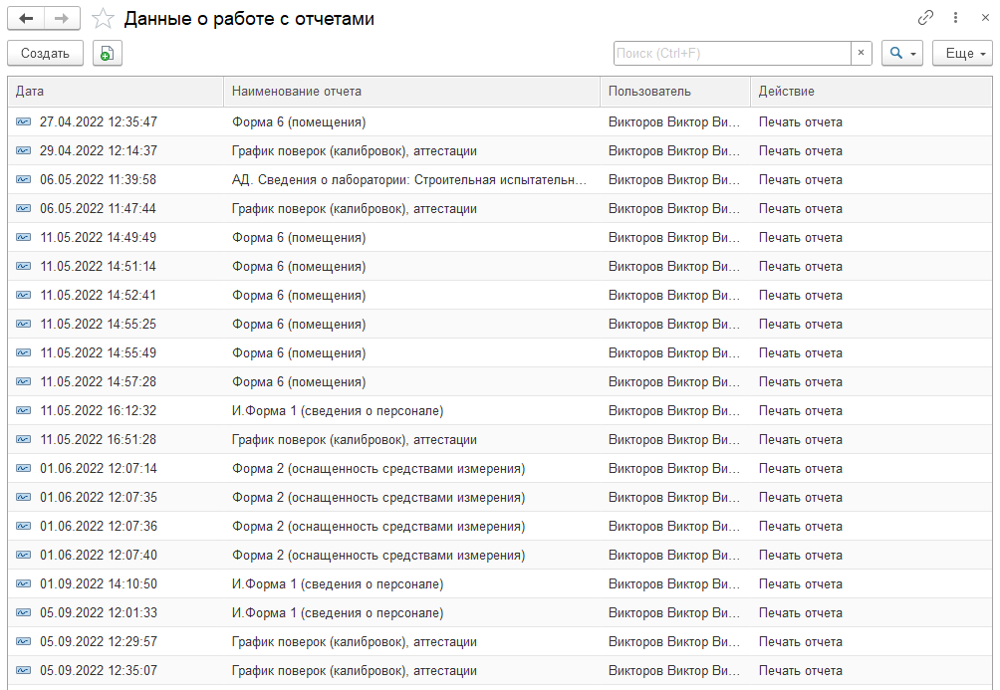 Данные о работе с отчетами
Создать Поиск (Ctrl+F) × Еще
Дата Наименование отчета Пользователь Действие
27.04.2022 12:35:47 Форма 6 (помещения) Викторов Виктор Ви... Печать отчета
29.04.2022 12:14:37 График поверок (калибровок), аттестации Викторов Виктор Ви... Печать отчета
06.05.2022 11:39:58 АД. Сведения о лаборатории: Строительная испытательн... Викторов Виктор Ви... Печать отчета
06.05.2022 11:47:44 График поверок (калибровок), аттестации Викторов Виктор Ви... Печать отчета
11.05.2022 14:49:49 Форма 6 (помещения) Викторов Виктор Ви... Печать отчета
11.05.2022 14:51:14 Форма 6 (помещения) Викторов Виктор Ви... Печать отчета
11.05.2022 14:52:41 Форма 6 (помещения) Викторов Виктор Ви... Печать отчета
11.05.2022 14:55:25 Форма 6 (помещения) Викторов Виктор Ви... Печать отчета
11.05.2022 14:55:49 Форма 6 (помещения) Викторов Виктор Ви... Печать отчета
11.05.2022 14:57:28 Форма 6 (помещения) Викторов Виктор Ви... Печать отчета
11.05.2022 16:12:32 И.Форма 1 (сведения о персонале) Викторов Виктор Ви... Печать отчета
11.05.2022 16:51:28 График поверок (калибровок), аттестации Викторов Виктор Ви... Печать отчета
01.06.2022 12:07:14 Форма 2 (оснащенность средствами измерения) Викторов Виктор Ви... Печать отчета
01.06.2022 12:07:35 Форма 2 (оснащенность средствами измерения) Викторов Виктор Ви... Печать отчета
01.06.2022 12:07:36 Форма 2 (оснащенность средствами измерения) Викторов Виктор Ви... Печать отчета
01.06.2022 12:07:40 Форма 2 (оснащенность средствами измерения) Викторов Виктор Ви... Печать отчета
01.09.2022 14:10:50 И.Форма 1 (сведения о персонале) Викторов Виктор Ви... Печать отчета
05.09.2022 12:01:33 И.Форма 1 (сведения о персонале) Викторов Виктор Ви... Печать отчета
05.09.2022 12:29:57 График поверок (калибровок), аттестации Викторов Виктор Ви... Печать отчета
05.09.2022 12:35:07 График поверок (калибровок), аттестации Викторов Виктор Ви... Печать отчета